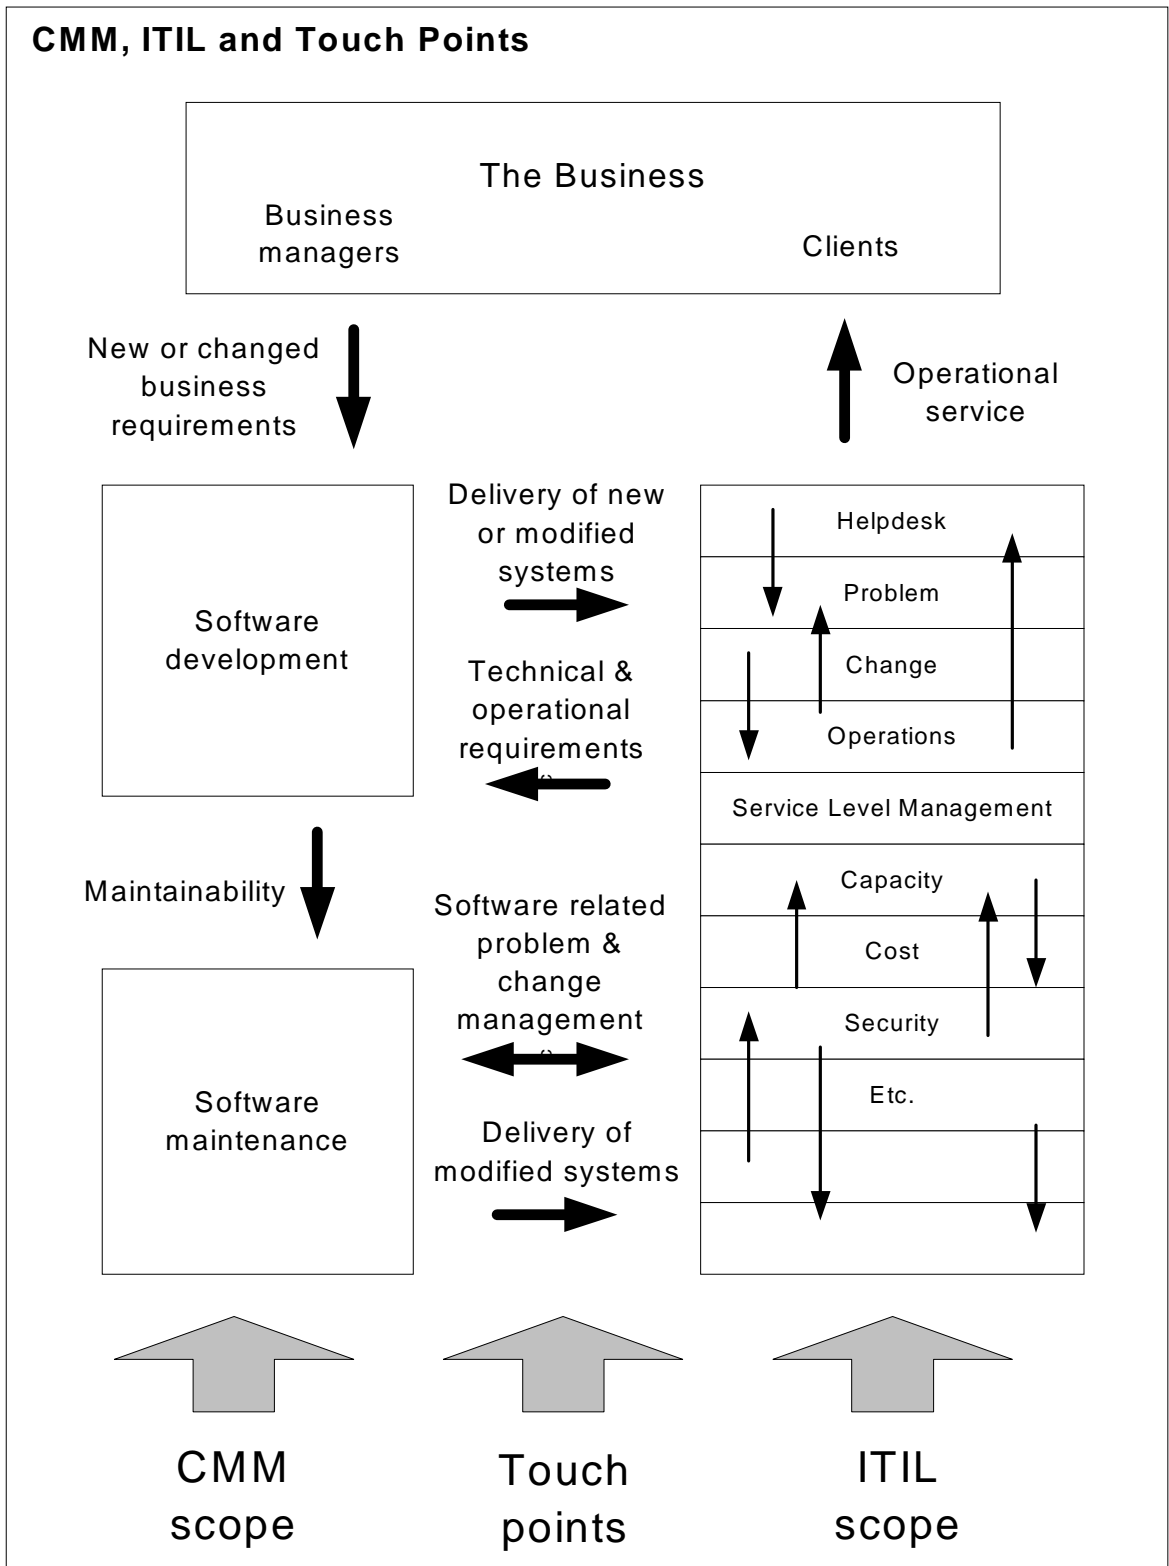 CMM, ITIL and Touch Points
The Business
Business
managers
Clients
New or changed
business
requirements
Operational
service
Software
development
Delivery of new
or modified
systems
Technical &
operational
requirements
Helpdesk
Problem
Change
Operations
Service Level Management
Capacity
Cost
Security
Etc.
Maintainability
Software related
problem &
change
management
Software
maintenance
Delivery of
modified systems
CMM
scope
Touch
points
ITIL
scope